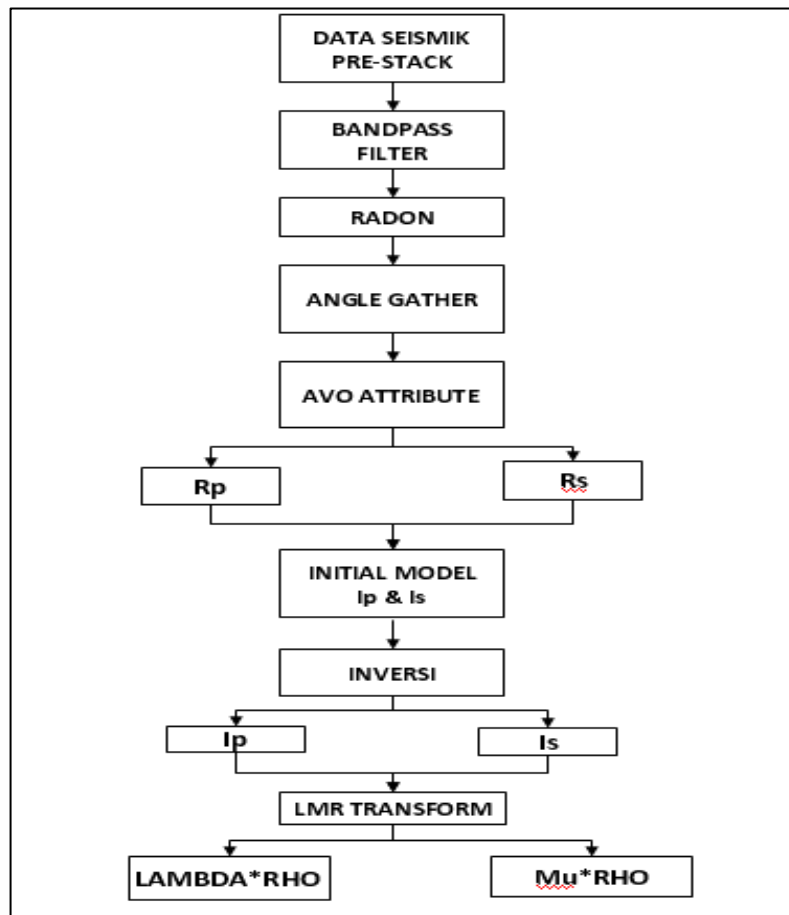 DATA SEISMIK
PRE-STACK
BANDPASS
FILTER
RADON
ANGLE GATHER
AVO ATTRIBUTE
Rp
Rs
INITIAL MODEL
Ip & Is
INVERSI
Ip
Is
LMR TRANSFORM
LAMBDA*RHO
Mu*RHO